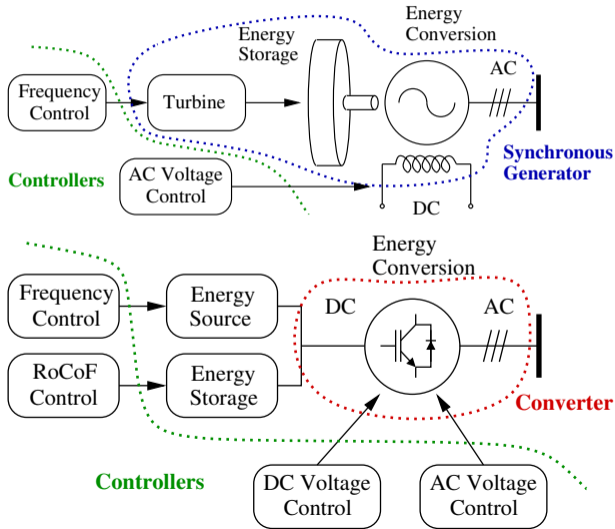 Energy
Storage
Energy
Conversion
AC
Frequency
Control
Turbine
Synchronous
Generator
Controllers
AC Voltage
Control
DC
Energy
Conversion
Frequency
Control
Energy
Source
DC
AC
RoCoF
Control
Energy
Storage
Converter
Controllers
DC Voltage
Control
AC Voltage
Control